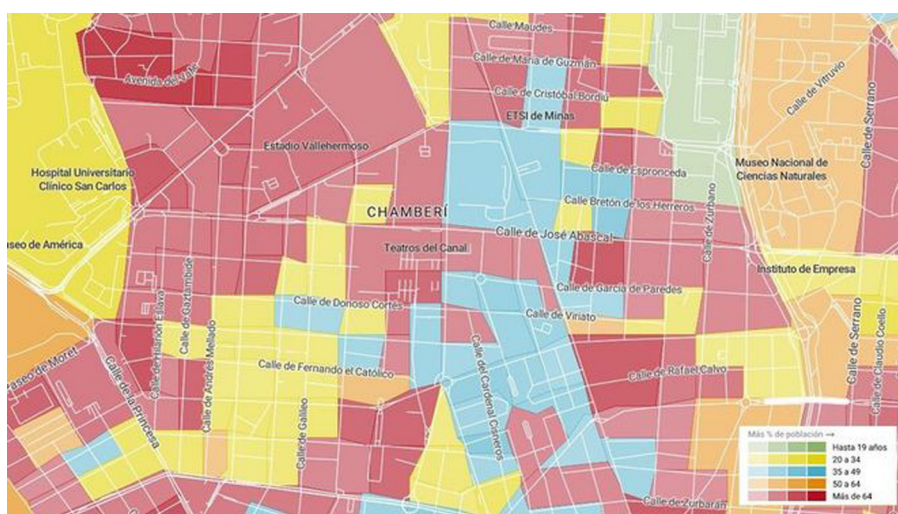 Calle Maudes
Calle de María de Guzmán
Avenida del Valle
Calle de Cristóbal Bordiú
Calle de Vitruvio
Calle de Serrano
ETSI de Minas
Estadio Vallehermoso
Hospital Universitario
Clínico San Carlos
Calle de Espronceda
Museo Nacional de
Ciencias Naturales
Calle Bretón de los Herreros
Calle de Zurbano
CHAMBERÍ
Calle de José Abascal
useo de América
Teatros del Canal
Instituto de Empresa
Calle de García de Paredes
Calle de Donoso Cortés
Calle de Viriato
Calle de Hilarión Eslava
Calle de Gaztambide
Calle de Andrés Mellado
Calle de Serrano
Calle de Claudio Coello
Paseo de Moret
Calle de la Princesa
Calle de Fernando el Católico
Calle de Galileo
Calle del Cardenal Cisneros
Calle de Rafael Calvo
Calle de Zurbarán
Más % de población →
Hasta 19 años
20 a 34
35 a 49
50 a 64
Más de 64